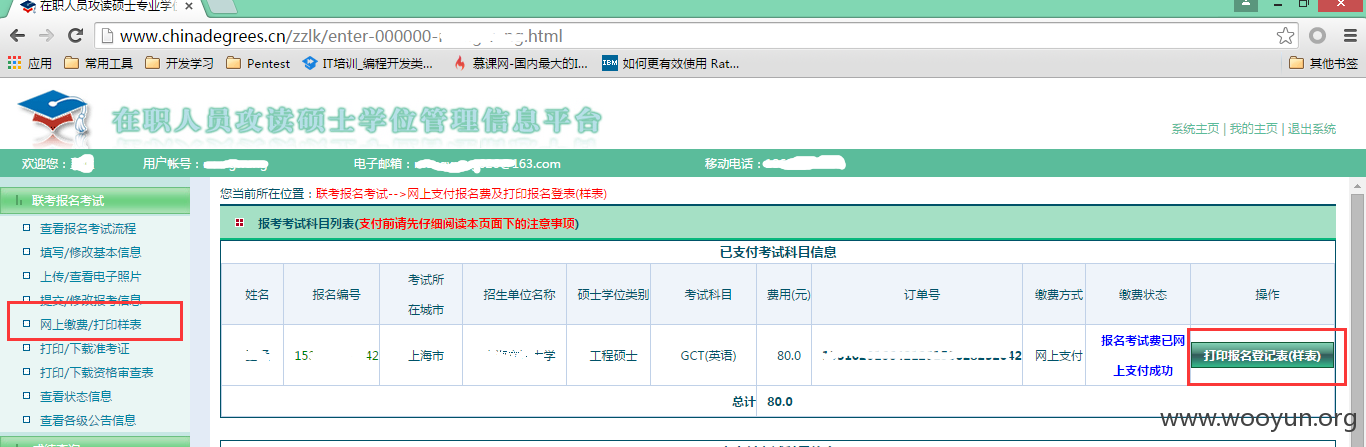 在职人员攻读硕士专业学位
www.chinadegrees.cn/zzlk/enter-000000- .html
应用 常用工具 开发学习 Pentest IT培训_编程开发类... 慕课网-国内最大的I... IBM 如何更有效使用 Rat... 其他书签
在职人员攻读硕士学位管理信息平台
系统主页 | 我的主页 | 退出系统
欢迎您： 用户帐号： 电子邮箱： @163.com 移动电话：
联考报名考试
查看报名考试流程
填写/修改基本信息
上传/查看电子照片
提交/修改报考信息
网上缴费/打印样表
打印/下载准考证
打印/下载资格审查表
查看状态信息
查看各级公告信息
您当前所在位置：联考报名考试-->网上支付报名费及打印报名登表(样表)
报考考试科目列表(支付前请先仔细阅读本页面下的注意事项)
已支付考试科目信息
姓名 报名编号 考试所在城市 招生单位名称 硕士学位类别 考试科目 费用(元) 订单号 缴费方式 缴费状态 操作
15 42 上海市 大学 工程硕士 GCT(英语) 80.0 42 网上支付 报名考试费已网上支付成功 打印报名登记表(样表)
总计 80.0
www.wooyun.org